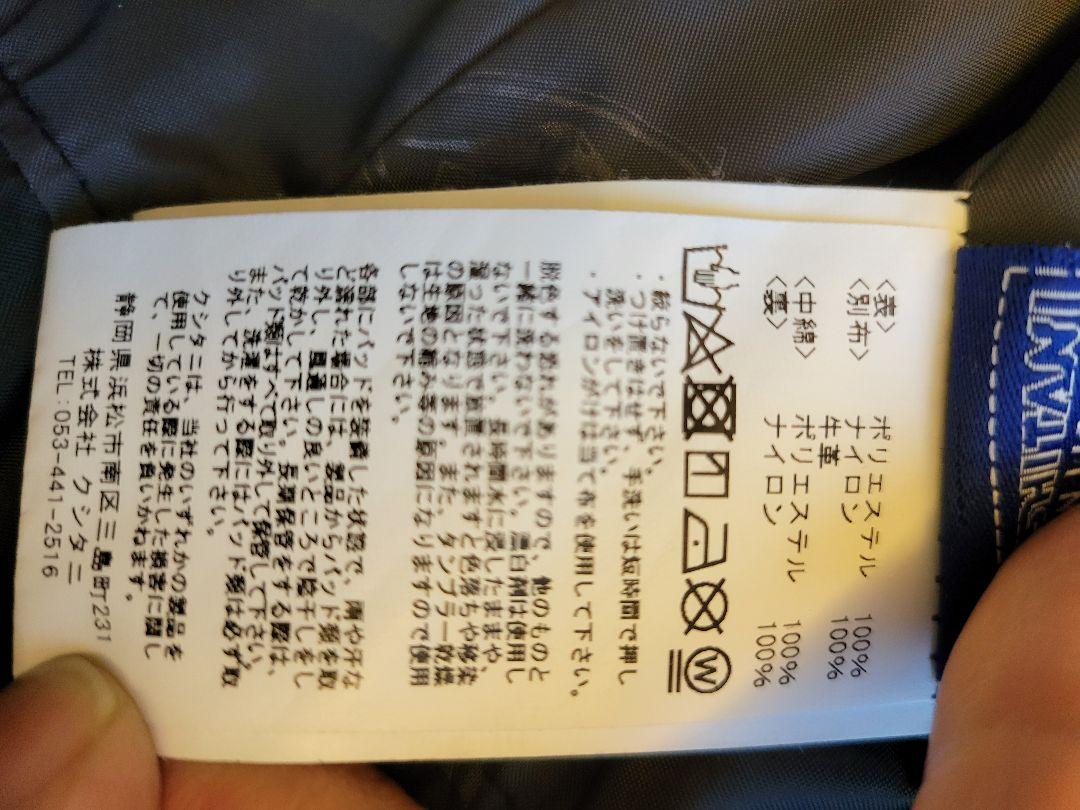 <表> ポリエステル 100%
<別布> ナイロン 100%
牛革
<中綿> ポリエステル 100%
<裏> ナイロン 100%
W
・絞らないで下さい。
・つけ置きはせず、手洗いは短時間で押し
洗いをして下さい。
・アイロンがけは当て布を使用して下さい。
脱色する恐れがありますので、他のものと
一緒に洗わないで下さい。漂白剤は使用し
ないで下さい。長時間水に浸したままや、
湿った状態で放置されますと色落ちや移染
の原因となります。また、タンブラー乾燥
は生地の傷み等の原因になりますので使用
しないで下さい。
各部にパッドを装着した状態で、雨や汗な
ど濡れた場合には、製品からパッド類を取
り外し、風通しの良いところで陰干しをし
て乾かして下さい。長期保管をする際は、
パッド類はすべて取り外して保管して下さい。
また、洗濯をする際にはパッド類は必ず取
り外してから行って下さい。
クシタニは、当社のいずれかの製品を
使用している際に発生した損害に関し
て、一切の責任を負いかねます。
静岡県浜松市南区三島町231
株式会社 クシタニ
TEL:053-441-2516